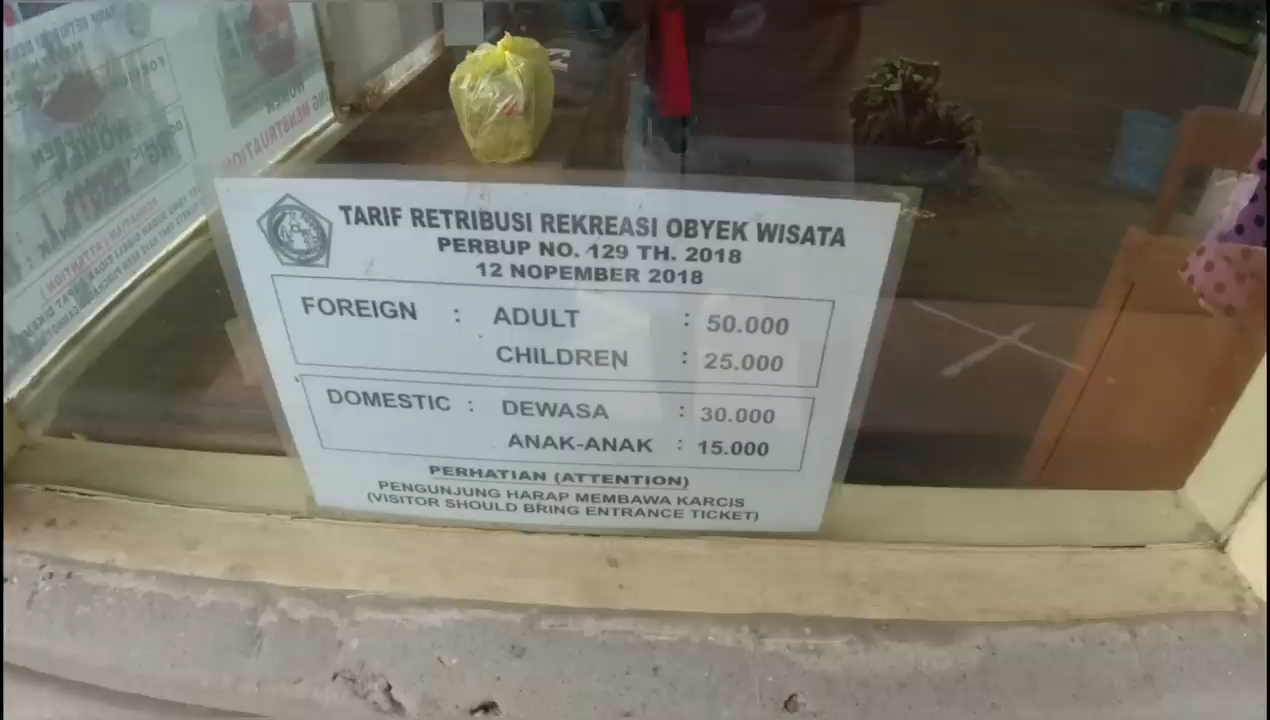 TARIF RETRIBUSI REKREASI OBYEK WISATA
PERBUP NO. 129 TH. 2018
12 NOPEMBER 2018
FOREIGN : ADULT : 50.000
CHILDREN : 25.000
DOMESTIC : DEWASA : 30.000
ANAK-ANAK : 15.000
PERHATIAN (ATTENTION)
PENGUNJUNG HARAP MEMBAWA KARCIS
(VISITOR SHOULD BRING ENTRANCE TICKET)